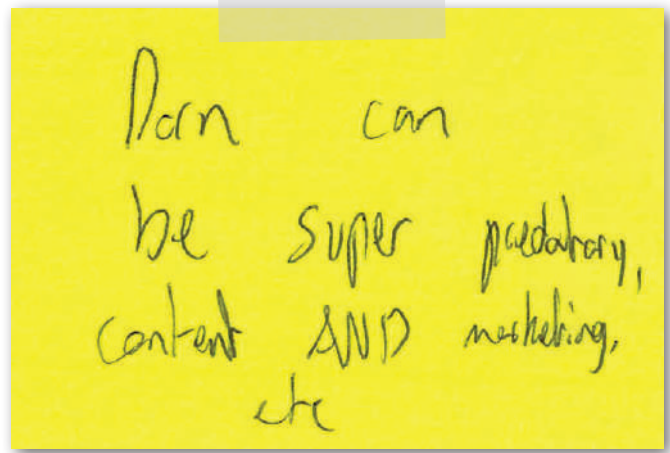 Porn can
be super predatory,
content AND marketing,
etc